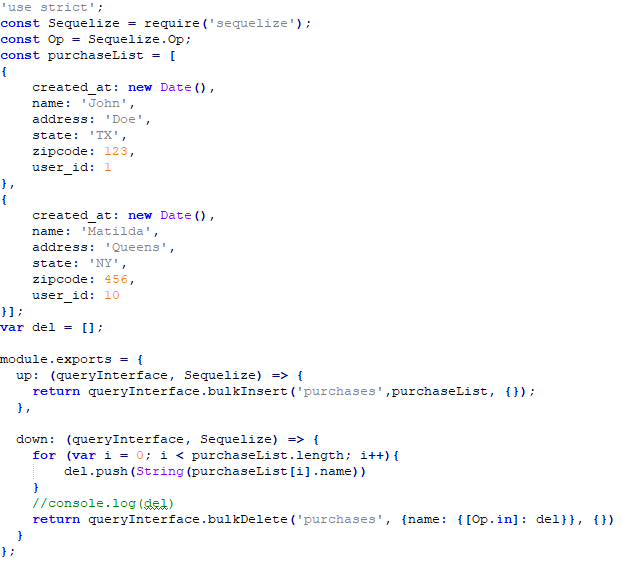 'use strict';
const Sequelize = require('sequelize');
const Op = Sequelize.Op;
const purchaseList = [
{
    created_at: new Date(),
    name: 'John',
    address: 'Doe',
    state: 'TX',
    zipcode: 123,
    user_id: 1
},
{
    created_at: new Date(),
    name: 'Matilda',
    address: 'Queens',
    state: 'NY',
    zipcode: 456,
    user_id: 10
}];
var del = [];

module.exports = {
  up: (queryInterface, Sequelize) => {
    return queryInterface.bulkInsert('purchases',purchaseList, {});
  },

  down: (queryInterface, Sequelize) => {
    for (var i = 0; i < purchaseList.length; i++){
        del.push(String(purchaseList[i].name))
    }
    //console.log(del)
    return queryInterface.bulkDelete('purchases', {name: {[Op.in]: del}}, {})
  }
};